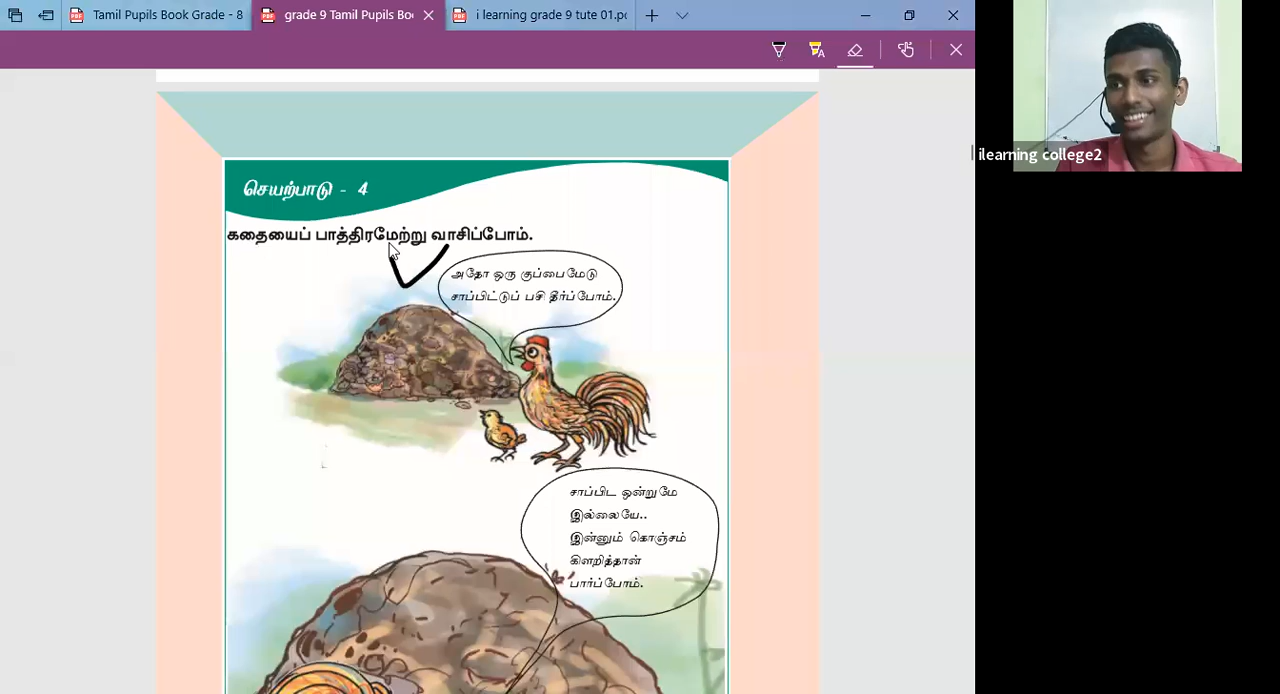 Tamil Pupils Book Grade - 8
grade 9 Tamil Pupils Bo
i learning grade 9 tute 01.pd
ilearning college2
செயற்பாடு - 4
கதையைப் பாத்திரமேற்று வாசிப்போம்.
அதோ ஒரு குப்பைமேடு
சாப்பிட்டுப் பசி தீர்ப்போம்.
சாப்பிட ஒன்றுமே
இல்லையே..
இன்னும் கொஞ்சம்
கிளறித்தான்
பார்ப்போம்.